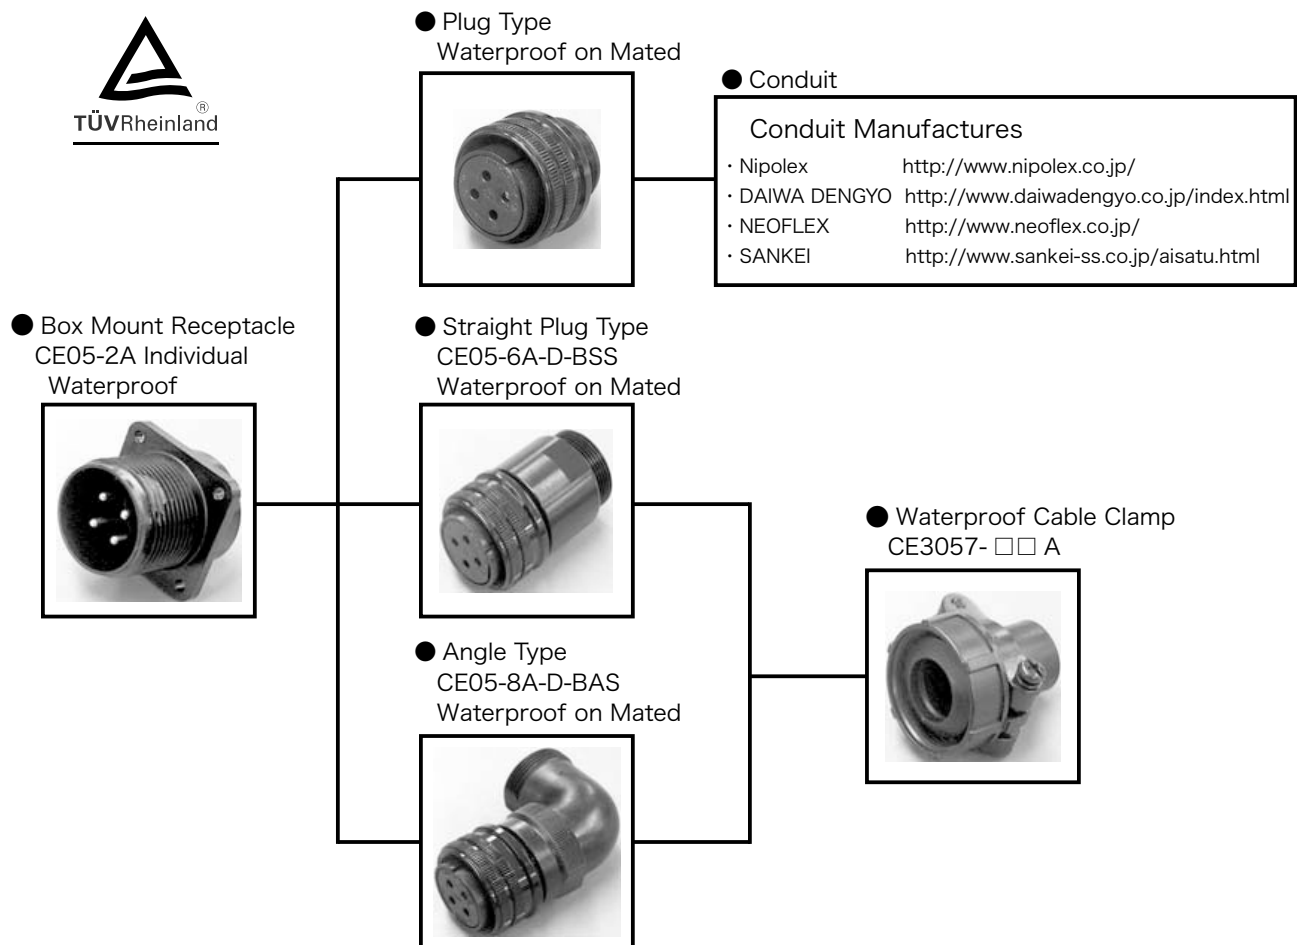 TÜVRheinland
®
● Plug Type
Waterproof on Mated
● Conduit
Conduit Manufactures
・Nipolex http://www.nipolex.co.jp/
・DAIWA DENGYO http://www.daiwadengyo.co.jp/index.html
・NEOFLEX http://www.neoflex.co.jp/
・SANKEI http://www.sankei-ss.co.jp/aisatu.html
● Box Mount Receptacle
CE05-2A Individual
Waterproof
● Straight Plug Type
CE05-6A-D-BSS
Waterproof on Mated
● Waterproof Cable Clamp
CE3057- □□ A
● Angle Type
CE05-8A-D-BAS
Waterproof on Mated